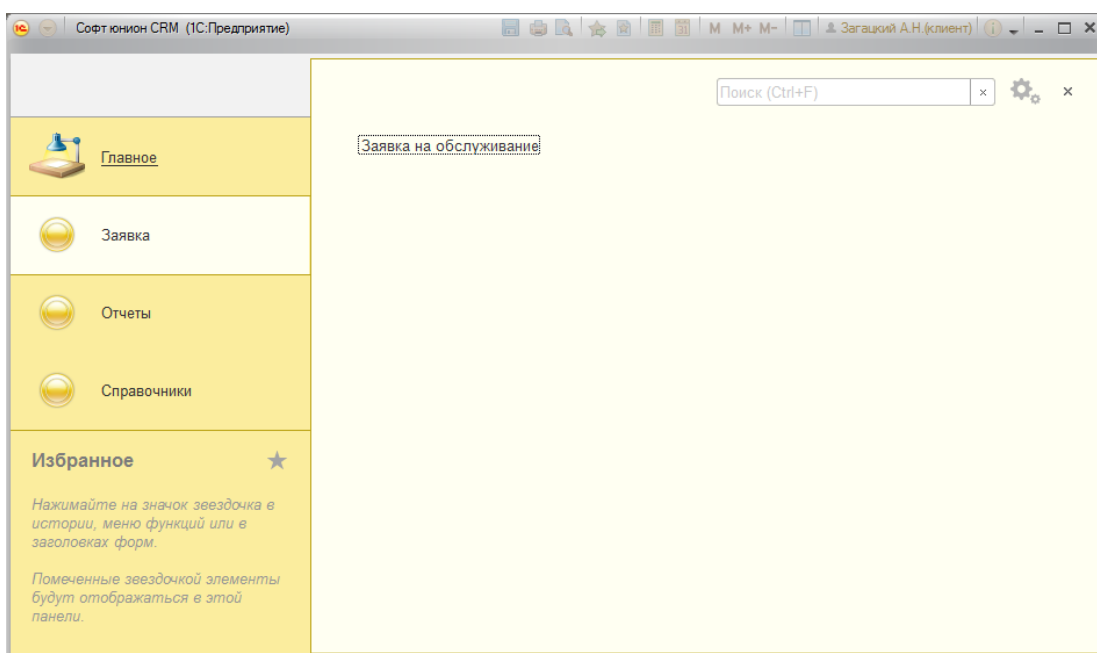 Софт юнион CRM (1С:Предприятие)
31 M M+ M- Загацкий А.Н.(клиент)
Поиск (Ctrl+F)
Заявка на обслуживание
Главное
Заявка
Отчеты
Справочники
Избранное
Нажимайте на значок звездочка в
истории, меню функций или в
заголовках форм.
Помеченные звездочкой элементы
будут отображаться в этой
панели.